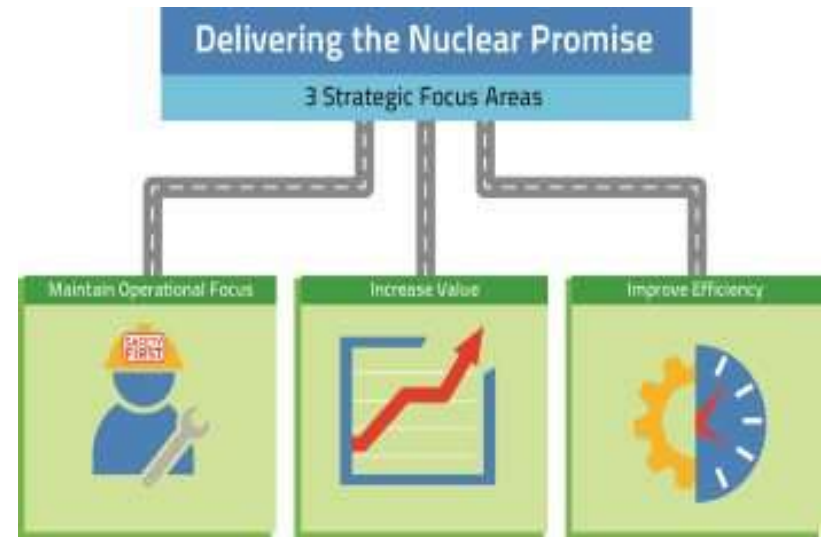 Delivering the Nuclear Promise
3 Strategic Focus Areas
Maintain Operational Focus
Increase Value
Improve Efficiency
SAFETY
FIRST